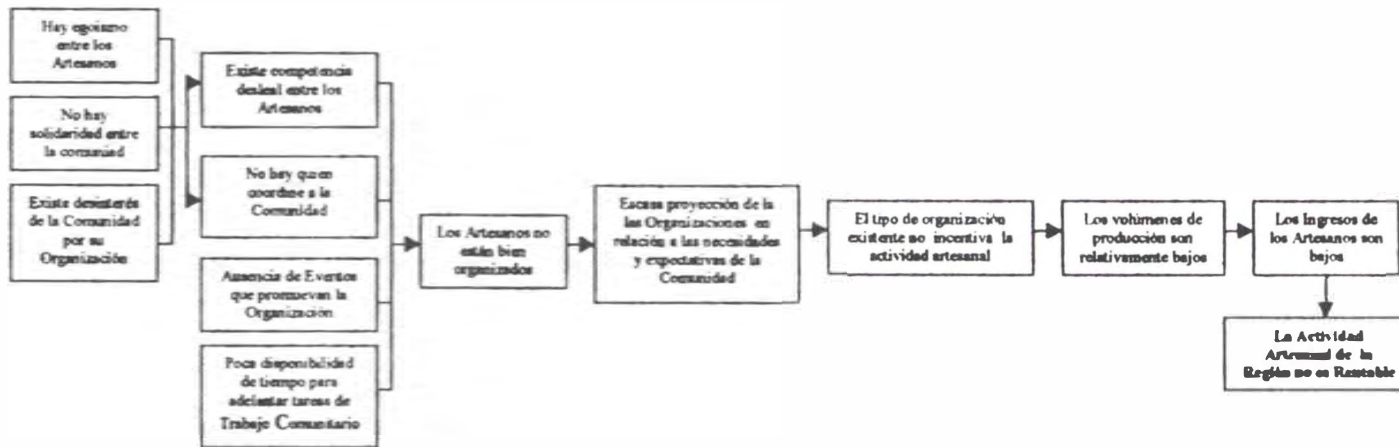 Hay egoismo
entre los
Artesanos
No hay
solidaridad entre
la comunidad
Existe desinterés
de la Comunidad
por su
Organización
Existe competencia
desleal entre los
Artesanos
No hay quien
coordine a la
Comunidad
Ausencia de Eventos
que promuevan la
Organización
Poca disponibilidad
de tiempo para
adelantar tareas de
Trabajo Comunitario
Los Artesanos no
están bien
organizados
Escasa proyección de la
las Organizaciones en
relación a las necesidades
y expectativas de la
Comunidad
El tipo de organización
existente no incentiva la
actividad artesanal
Los volúmenes de
producción son
relativamente bajos
Los Ingresos de
los Artesanos son
bajos
La Actividad
Artesanal de la
Región no es Rentable